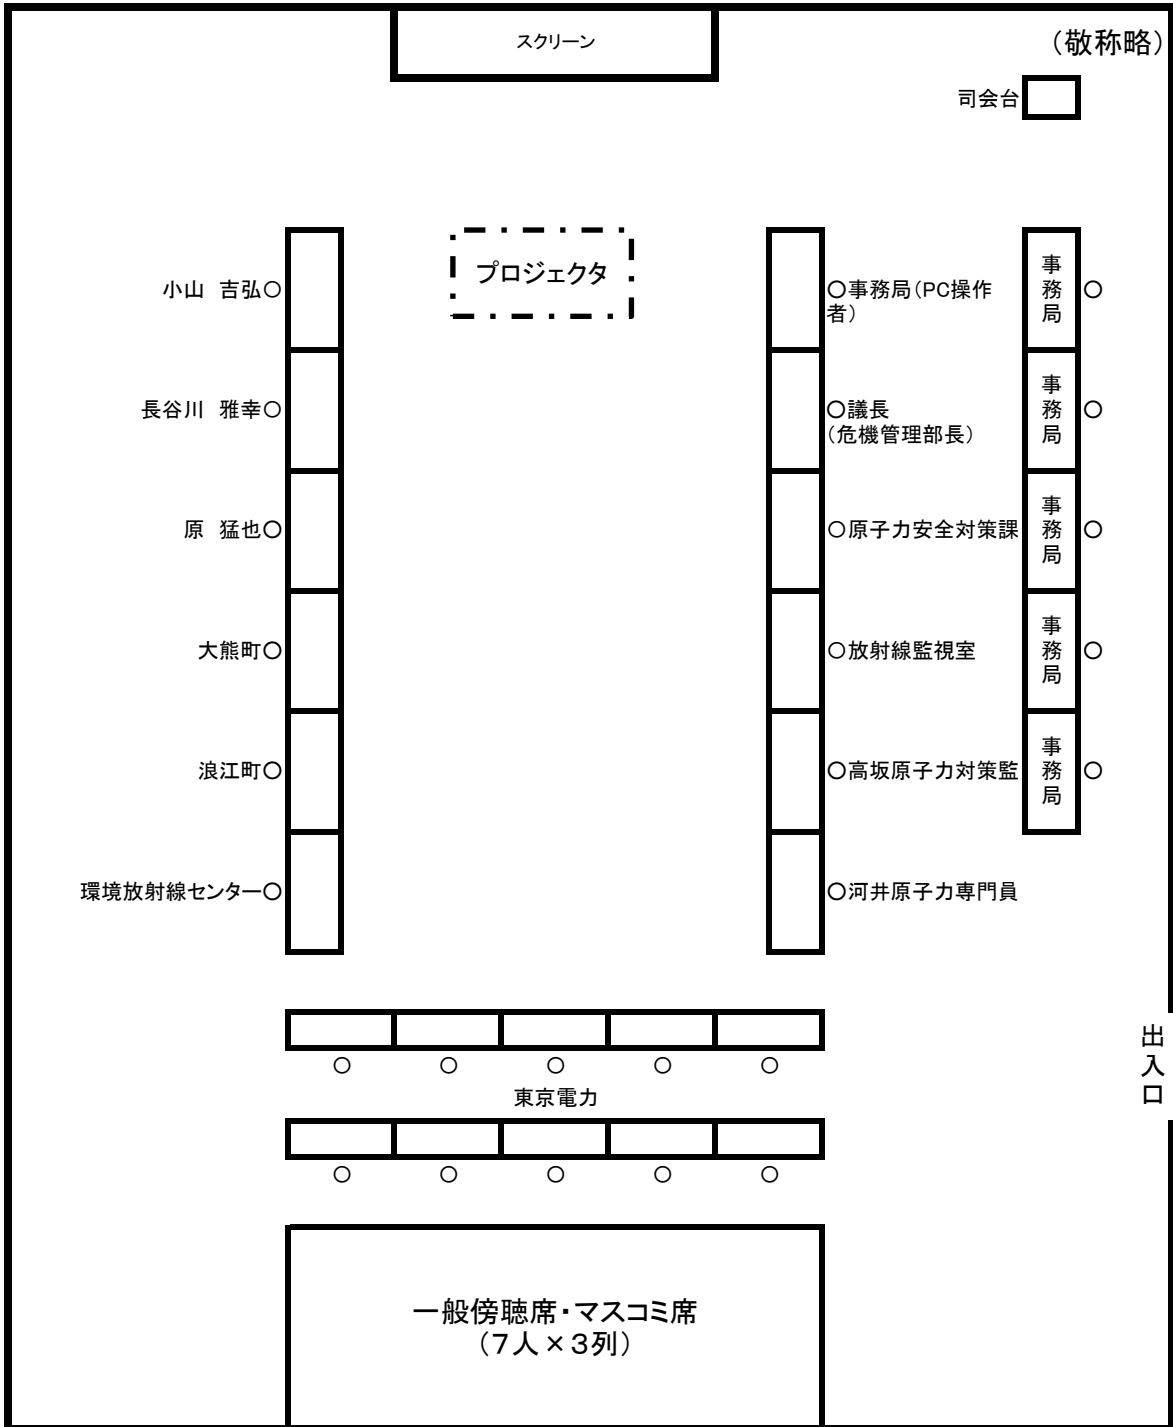 スクリーン
（敬称略）
司会台
プロジェクタ
小山　吉弘○
○事務局（PC操作
者）
事務局
○
長谷川　雅幸○
○議長
（危機管理部長）
事務局
○
原　猛也○
○原子力安全対策課
事務局
○
大熊町○
○放射線監視室
事務局
○
浪江町○
○高坂原子力対策監
事務局
○
環境放射線センター○
○河井原子力専門員
出入口
○　○　○　○　○
東京電力
○　○　○　○　○
一般傍聴席・マスコミ席
（７人×３列）